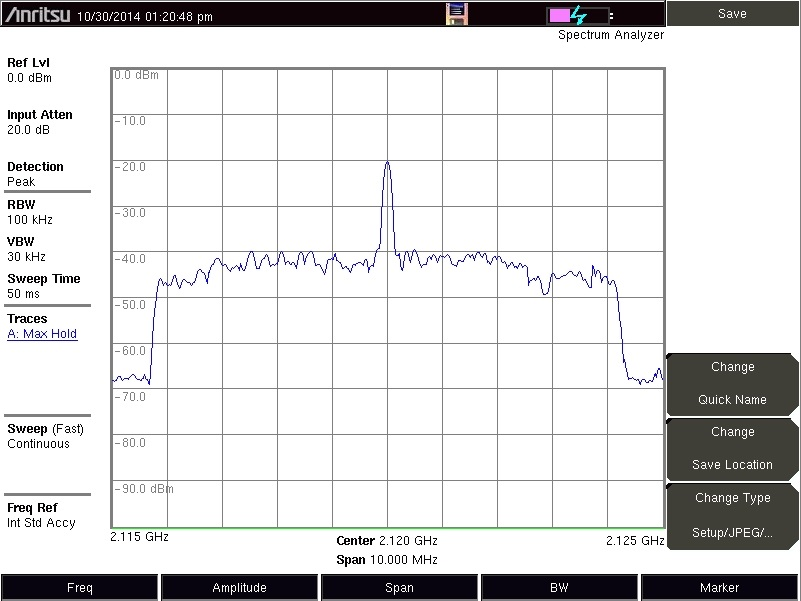 Anritsu 10/30/2014 01:20:48 pm
Save
Spectrum Analyzer
Ref Lvl
0.0 dBm
Input Atten
20.0 dB
Detection
Peak
RBW
100 kHz
VBW
30 kHz
Sweep Time
50 ms
Traces
A: Max Hold
Sweep (Fast)
Continuous
Freq Ref
Int Std Accy
0.0 dBm
-10.0
-20.0
-30.0
-40.0
-50.0
-60.0
-70.0
-80.0
-90.0 dBm
2.115 GHz
Center 2.120 GHz
2.125 GHz
Span 10.000 MHz
Change
Quick Name
Change
Save Location
Change Type
Setup/JPEG/...
Freq
Amplitude
Span
BW
Marker